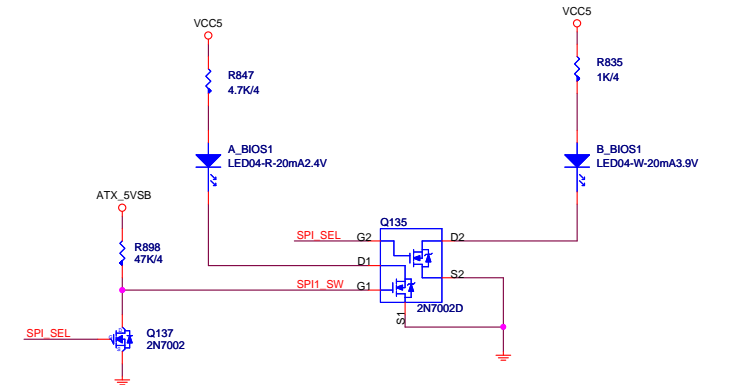 VCC5
VCC5
R847
4.7K/4
R835
1K/4
A_BIOS1
LED04-R-20mA2.4V
B_BIOS1
LED04-W-20mA3.9V
ATX_5VSB
Q135
SPI_SEL
G2
D2
R898
47K/4
D1
S2
SPI1_SW
G1
2N7002D
S1
SPI_SEL
Q137
2N7002